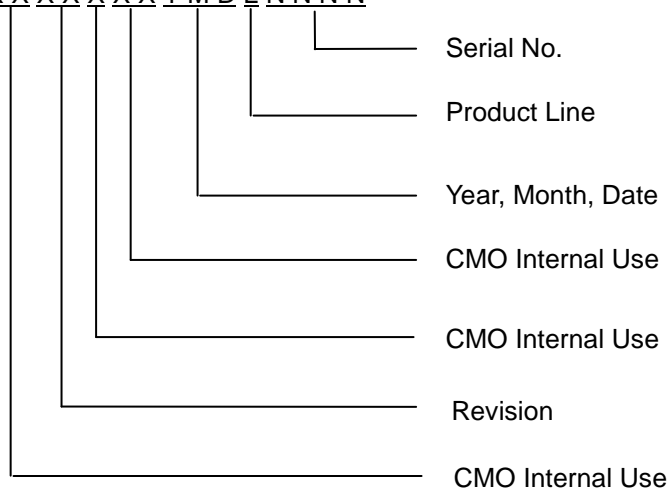 X X X X X X X Y M D L N N N N
Serial No.
Product Line
Year, Month, Date
CMO Internal Use
CMO Internal Use
Revision
CMO Internal Use